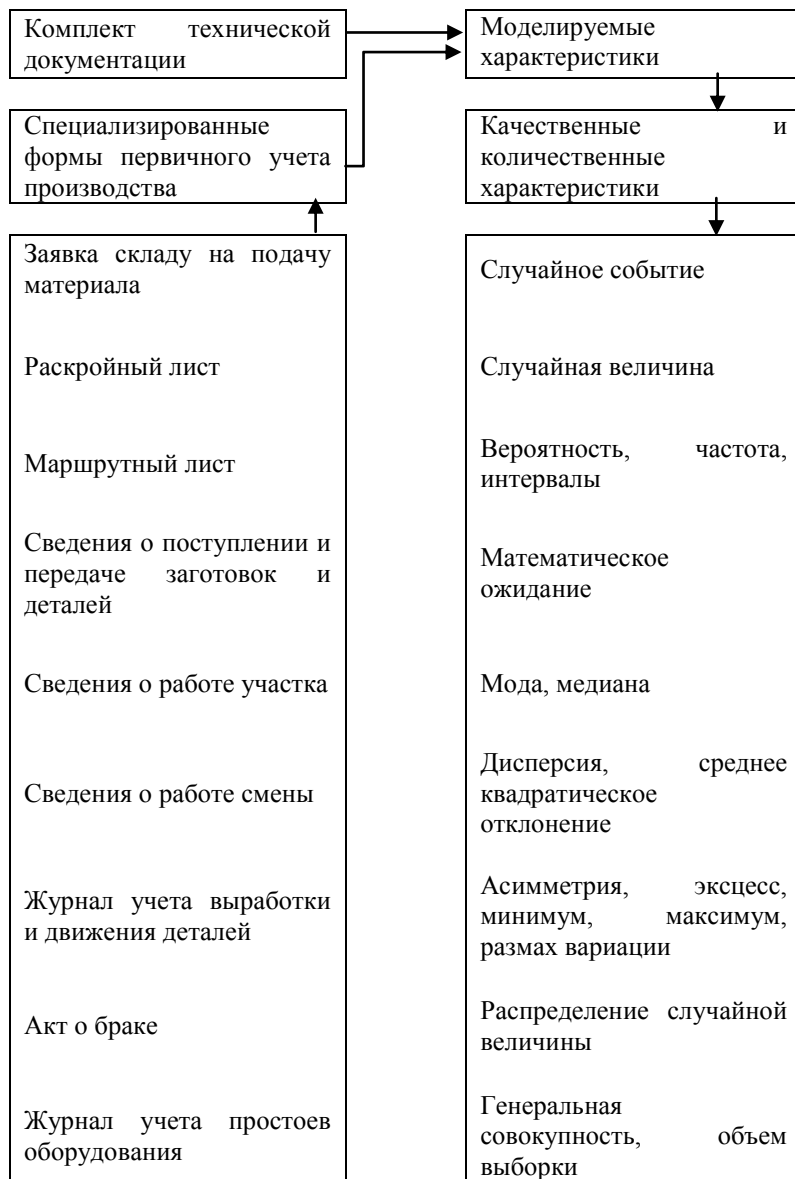 Комплект технической
документации
Моделируемые
характеристики
Специализированные
формы первичного учета
производства
Качественные и
количественные
характеристики
Заявка складу на подачу
материала
Раскройный лист
Маршрутный лист
Сведения о поступлении и
передаче заготовок и
деталей
Сведения о работе участка
Сведения о работе смены
Журнал учета выработки
и движения деталей
Акт о браке
Журнал учета простоев
оборудования
Случайное событие
Случайная величина
Вероятность, частота,
интервалы
Математическое
ожидание
Мода, медиана
Дисперсия, среднее
квадратическое
отклонение
Асимметрия, эксцесс,
минимум, максимум,
размах вариации
Распределение случайной
величины
Генеральная
совокупность, объем
выборки